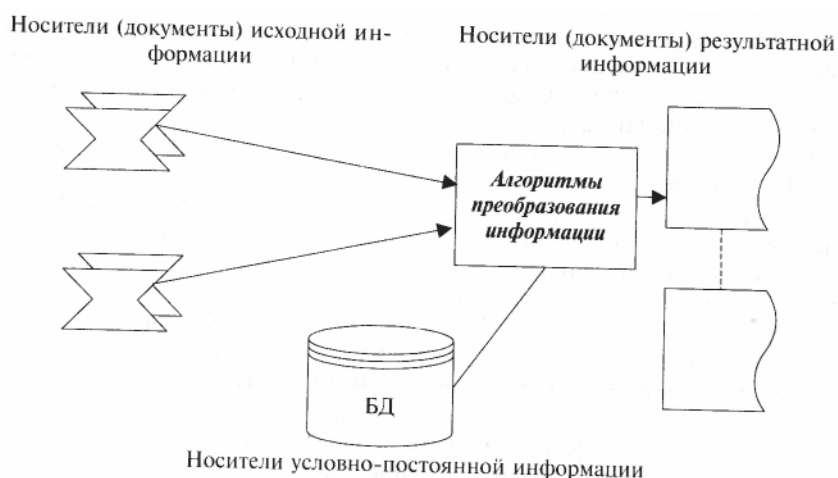 Носители (документы) исходной ин-
формации
Носители (документы) результатной
информации
Алгоритмы
преобразования
информации
БД
Носители условно-постоянной информации